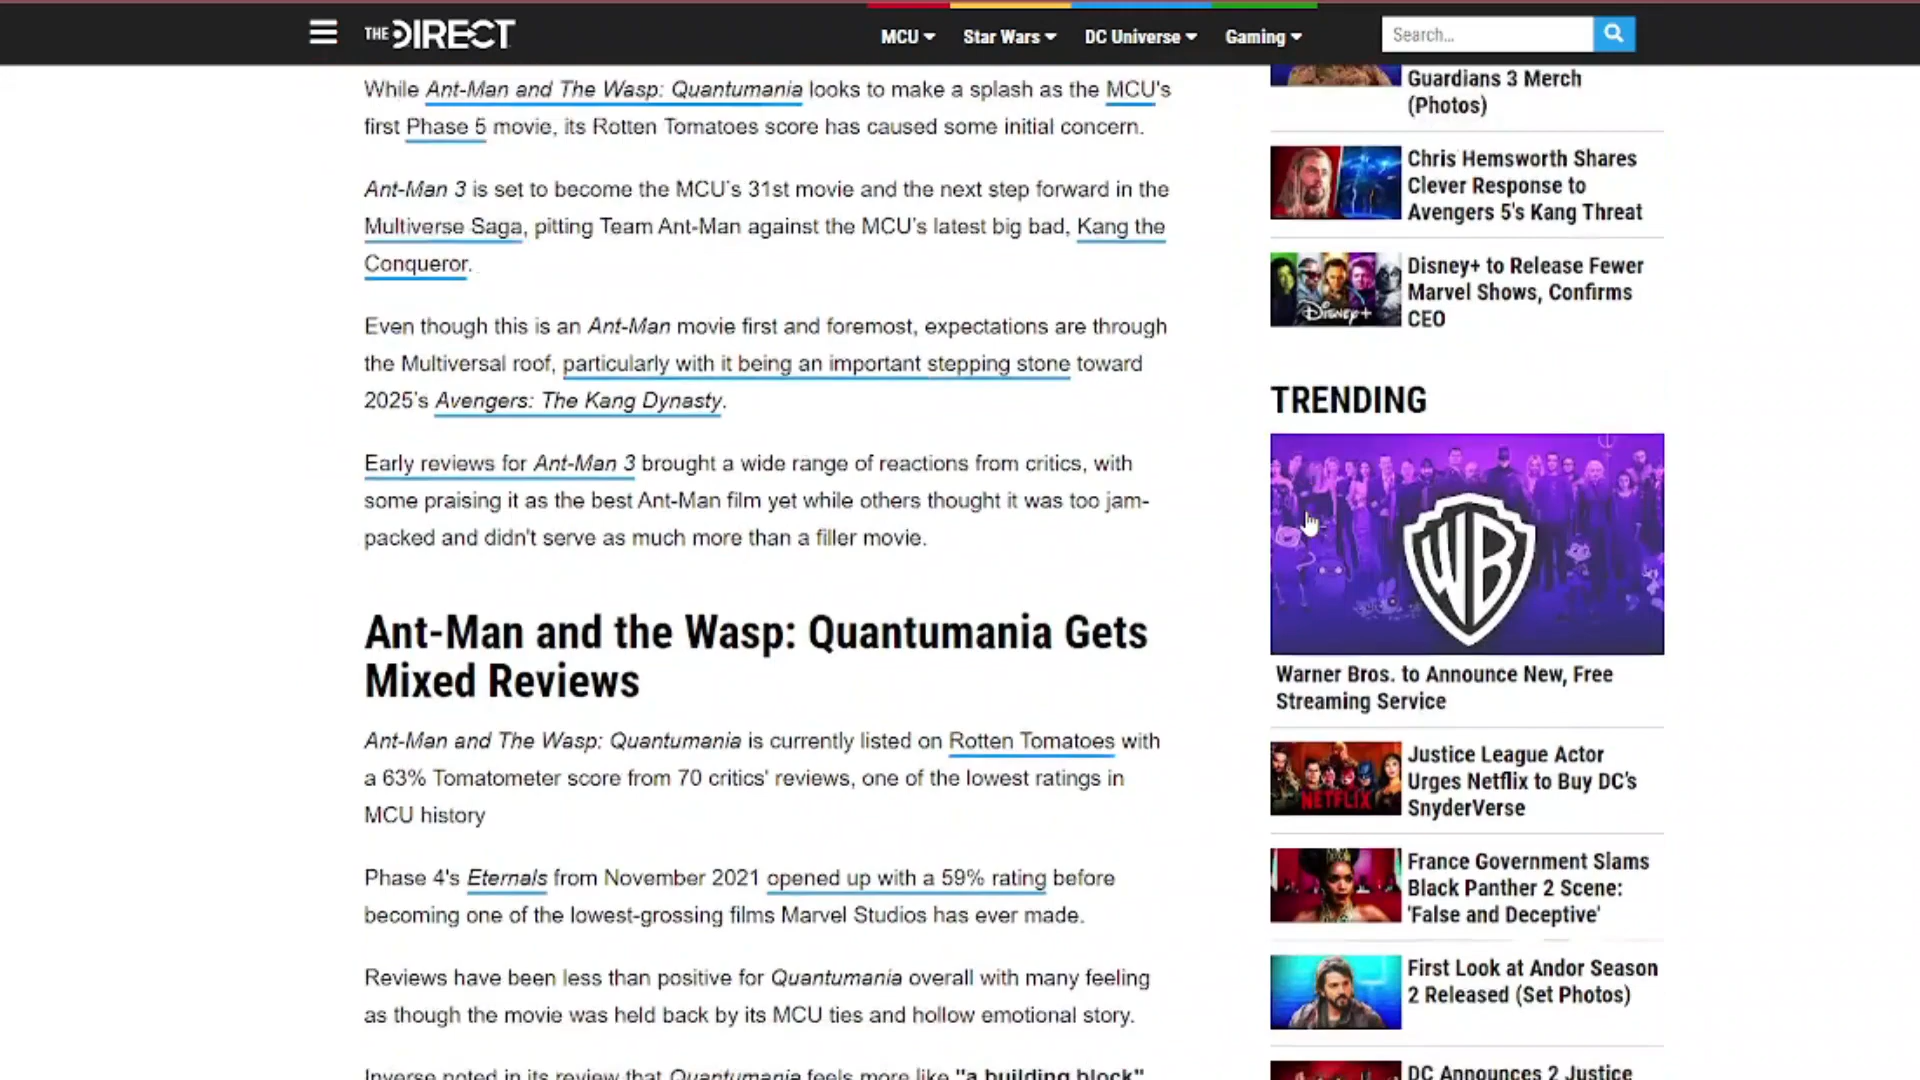 THE DIRECT
MCU
Star Wars
DC Universe
Gaming
Search...
While Ant-Man and The Wasp: Quantumania looks to make a splash as the MCU's
first Phase 5 movie, its Rotten Tomatoes score has caused some initial concern.
Ant-Man 3 is set to become the MCU's 31st movie and the next step forward in the
Multiverse Saga, pitting Team Ant-Man against the MCU's latest big bad, Kang the
Conqueror.
Even though this is an Ant-Man movie first and foremost, expectations are through
the Multiversal roof, particularly with it being an important stepping stone toward
2025's Avengers: The Kang Dynasty.
Early reviews for Ant-Man 3 brought a wide range of reactions from critics, with
some praising it as the best Ant-Man film yet while others thought it was too jam-
packed and didn't serve as much more than a filler movie.
Ant-Man and the Wasp: Quantumania Gets
Mixed Reviews
Ant-Man and The Wasp: Quantumania is currently listed on Rotten Tomatoes with
a 63% Tomatometer score from 70 critics' reviews, one of the lowest ratings in
MCU history
Phase 4's Eternals from November 2021 opened up with a 59% rating before
becoming one of the lowest-grossing films Marvel Studios has ever made.
Reviews have been less than positive for Quantumania overall with many feeling
as though the movie was held back by its MCU ties and hollow emotional story.
Inverse noted in its review that Quantumania feels more like "a building block"
Guardians 3 Merch
(Photos)
Chris Hemsworth Shares
Clever Response to
Avengers 5's Kang Threat
Disney+
Disney+ to Release Fewer
Marvel Shows, Confirms
CEO
TRENDING
WB
Warner Bros. to Announce New, Free
Streaming Service
NETFLIX
Justice League Actor
Urges Netflix to Buy DC's
SnyderVerse
France Government Slams
Black Panther 2 Scene:
'False and Deceptive'
First Look at Andor Season
2 Released (Set Photos)
DC Announces 2 Justice